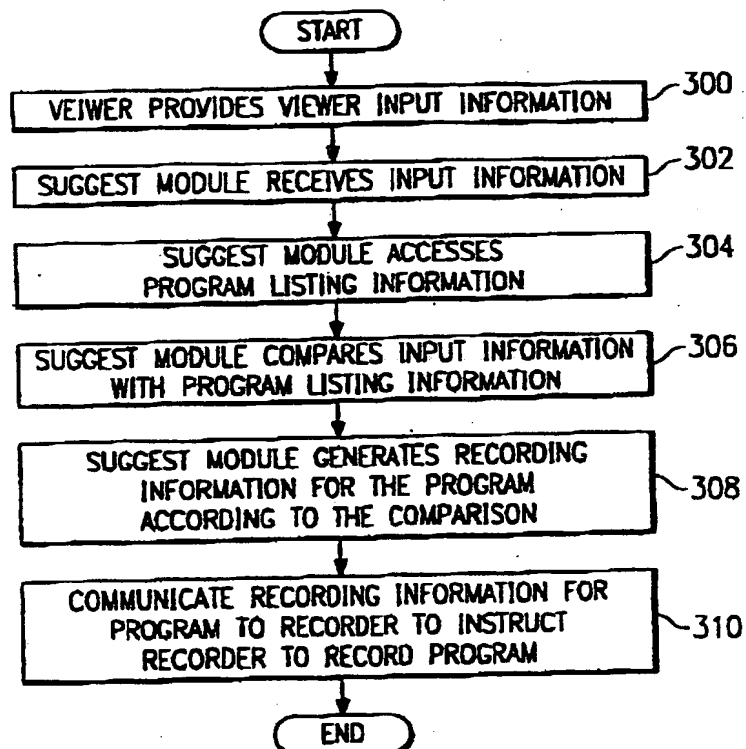 START
VEIWER PROVIDES VIEWER INPUT INFORMATION
300
SUGGEST MODULE RECEIVES INPUT INFORMATION
302
SUGGEST MODULE ACCESSES
PROGRAM LISTING INFORMATION
304
SUGGEST MODULE COMPARES INPUT INFORMATION
WITH PROGRAM LISTING INFORMATION
306
SUGGEST MODULE GENERATES RECORDING
INFORMATION FOR THE PROGRAM
ACCORDING TO THE COMPARISON
308
COMMUNICATE RECORDING INFORMATION FOR
PROGRAM TO RECORDER TO INSTRUCT
RECORDER TO RECORD PROGRAM
310
END